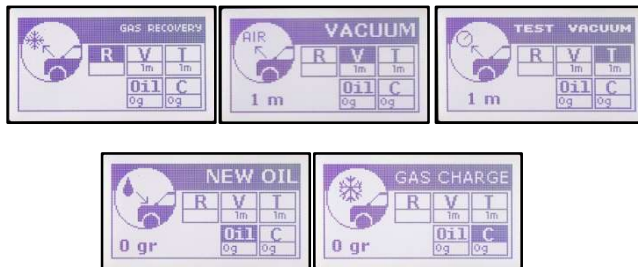 GAS RECOVERY
R V T
1m 1m
Oil C
0g 0g
AIR
VACUUM
R V T
1m 1m
1 m
Oil C
0g 0g
TEST VACUUM
R V T
1m 1m
1 m
Oil C
0g 0g
NEW OIL
R V T
1m 1m
0 gr
Oil C
0g 0g
GAS CHARGE
R V T
1m 1m
0 gr
Oil C
0g 0g